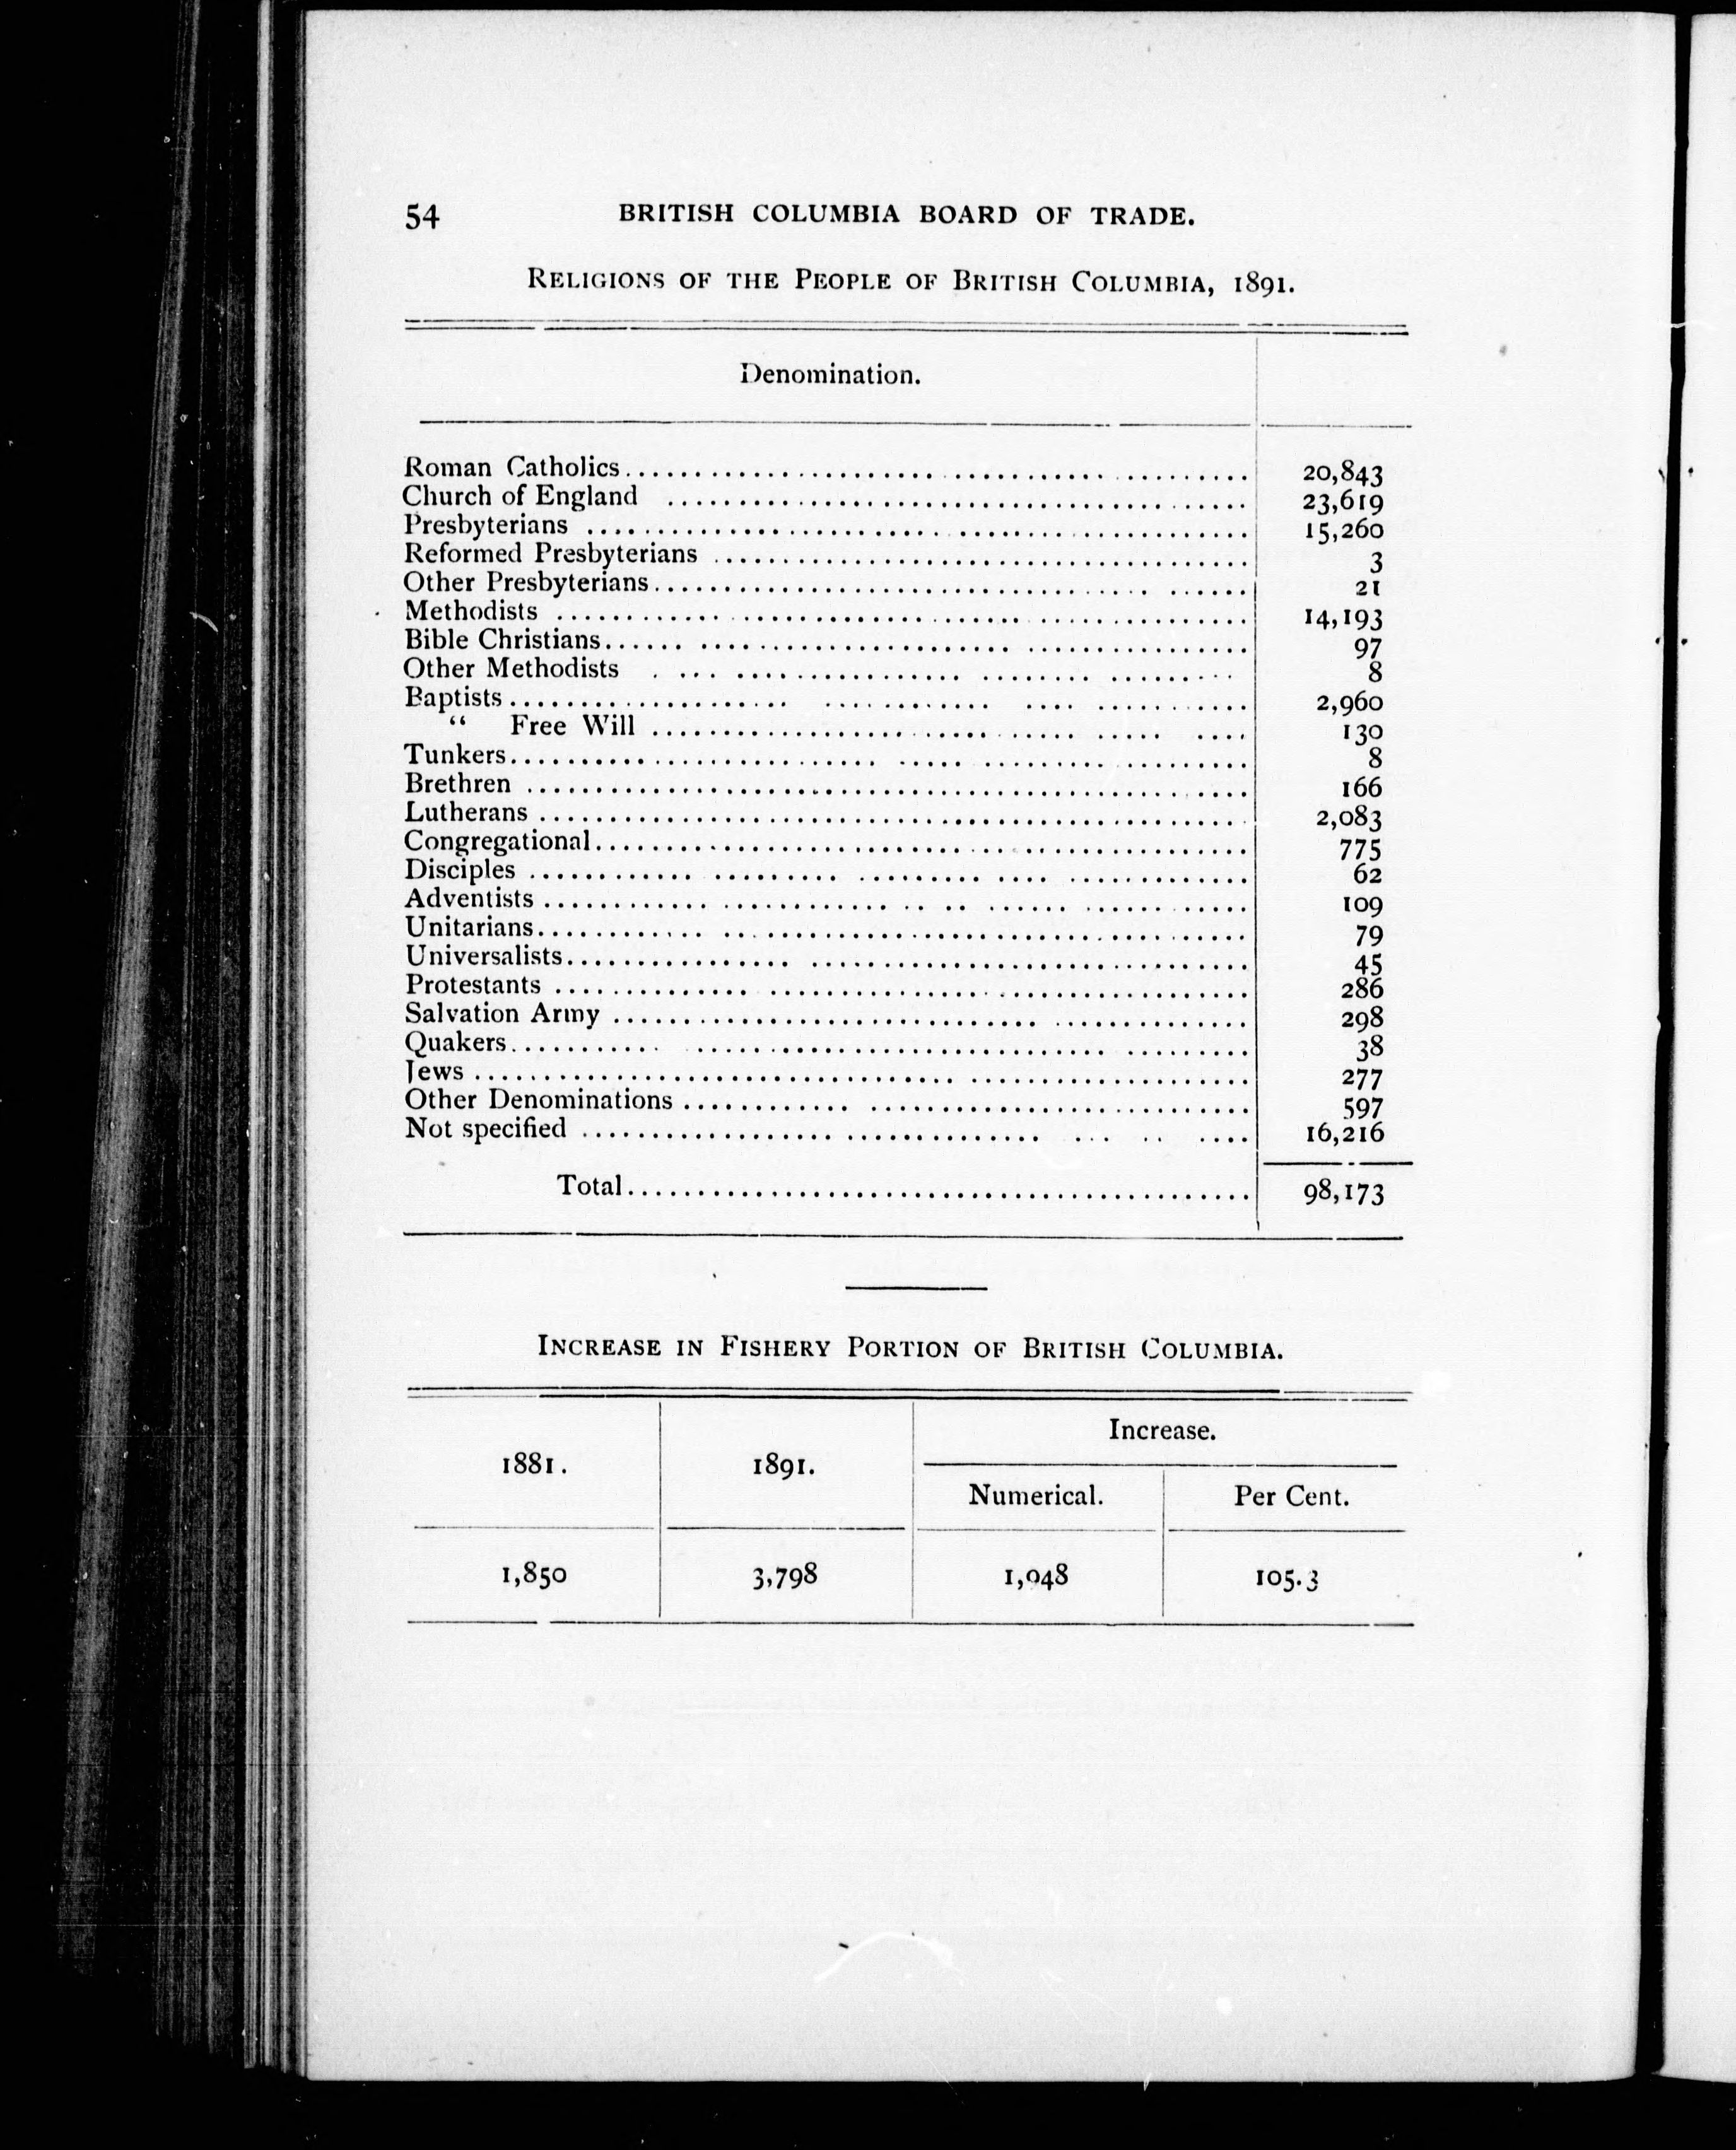 54 BRITISH COLUMBIA BOARD OF TRADE.
RELIGIONS OF THE PEOPLE OF BRITISH COLUMBIA, 1891.
Denomination.
Roman Catholics 20,843
Church of England 23,619
Presbyterians 15,260
Reformed Presbyterians 3
Other Presbyterians 21
Methodists 14,193
Bible Christians 97
Other Methodists 8
Baptists 2,960
“ Free Will 130
Tunkers 8
Brethren 166
Lutherans 2,083
Congregational 775
Disciples 62
Adventists 109
Unitarians 79
Universalists 45
Protestants 286
Salvation Army 298
Quakers 38
Jews 277
Other Denominations 597
Not specified 16,216
Total 98,173
INCREASE IN FISHERY PORTION OF BRITISH COLUMBIA.
Increase.
1881. 1891.
Numerical. Per Cent.
1,850 3,798 1,948 105.3